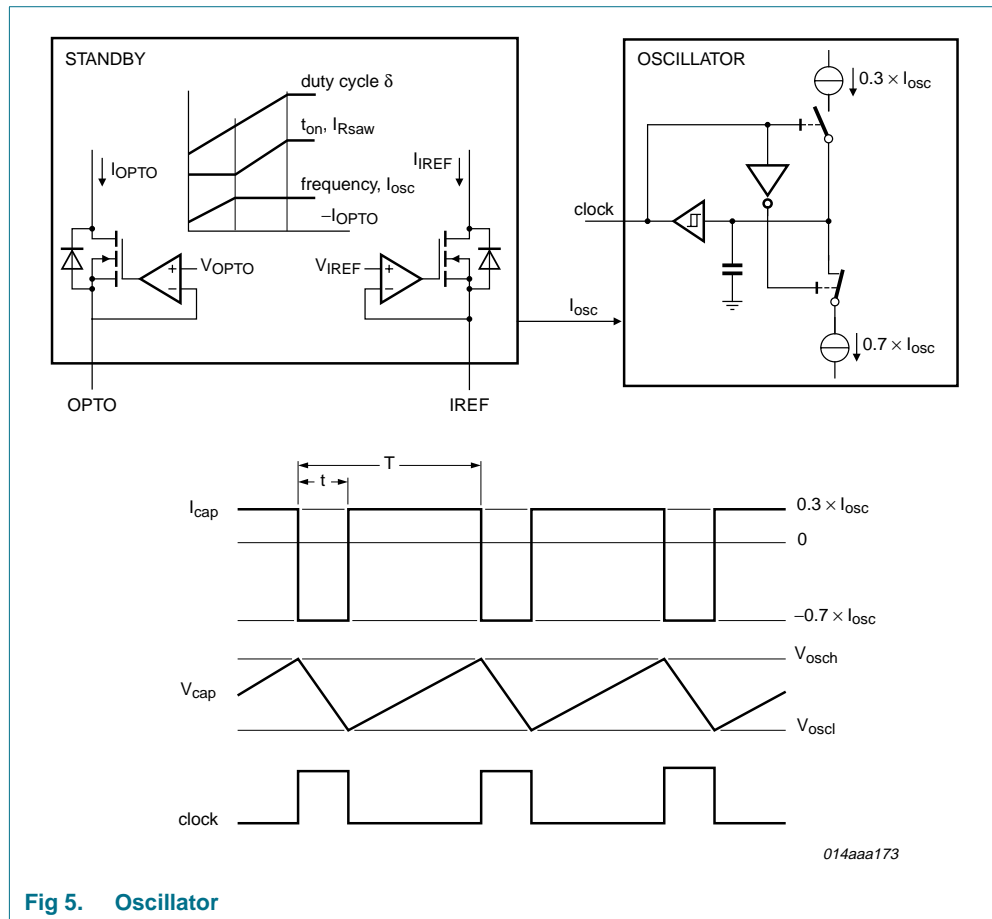 STANDBY
duty cycle δ
t_on, I_Rsaw
frequency, I_osc
−I_OPTO
I_OPTO
I_IREF
V_OPTO
V_IREF
+
−
+
−
OPTO
IREF
I_osc
OSCILLATOR
0.3 × I_osc
clock
0.7 × I_osc
T
t
I_cap
0.3 × I_osc
0
−0.7 × I_osc
V_cap
V_osch
V_oscl
clock
014aaa173
Fig 5. Oscillator